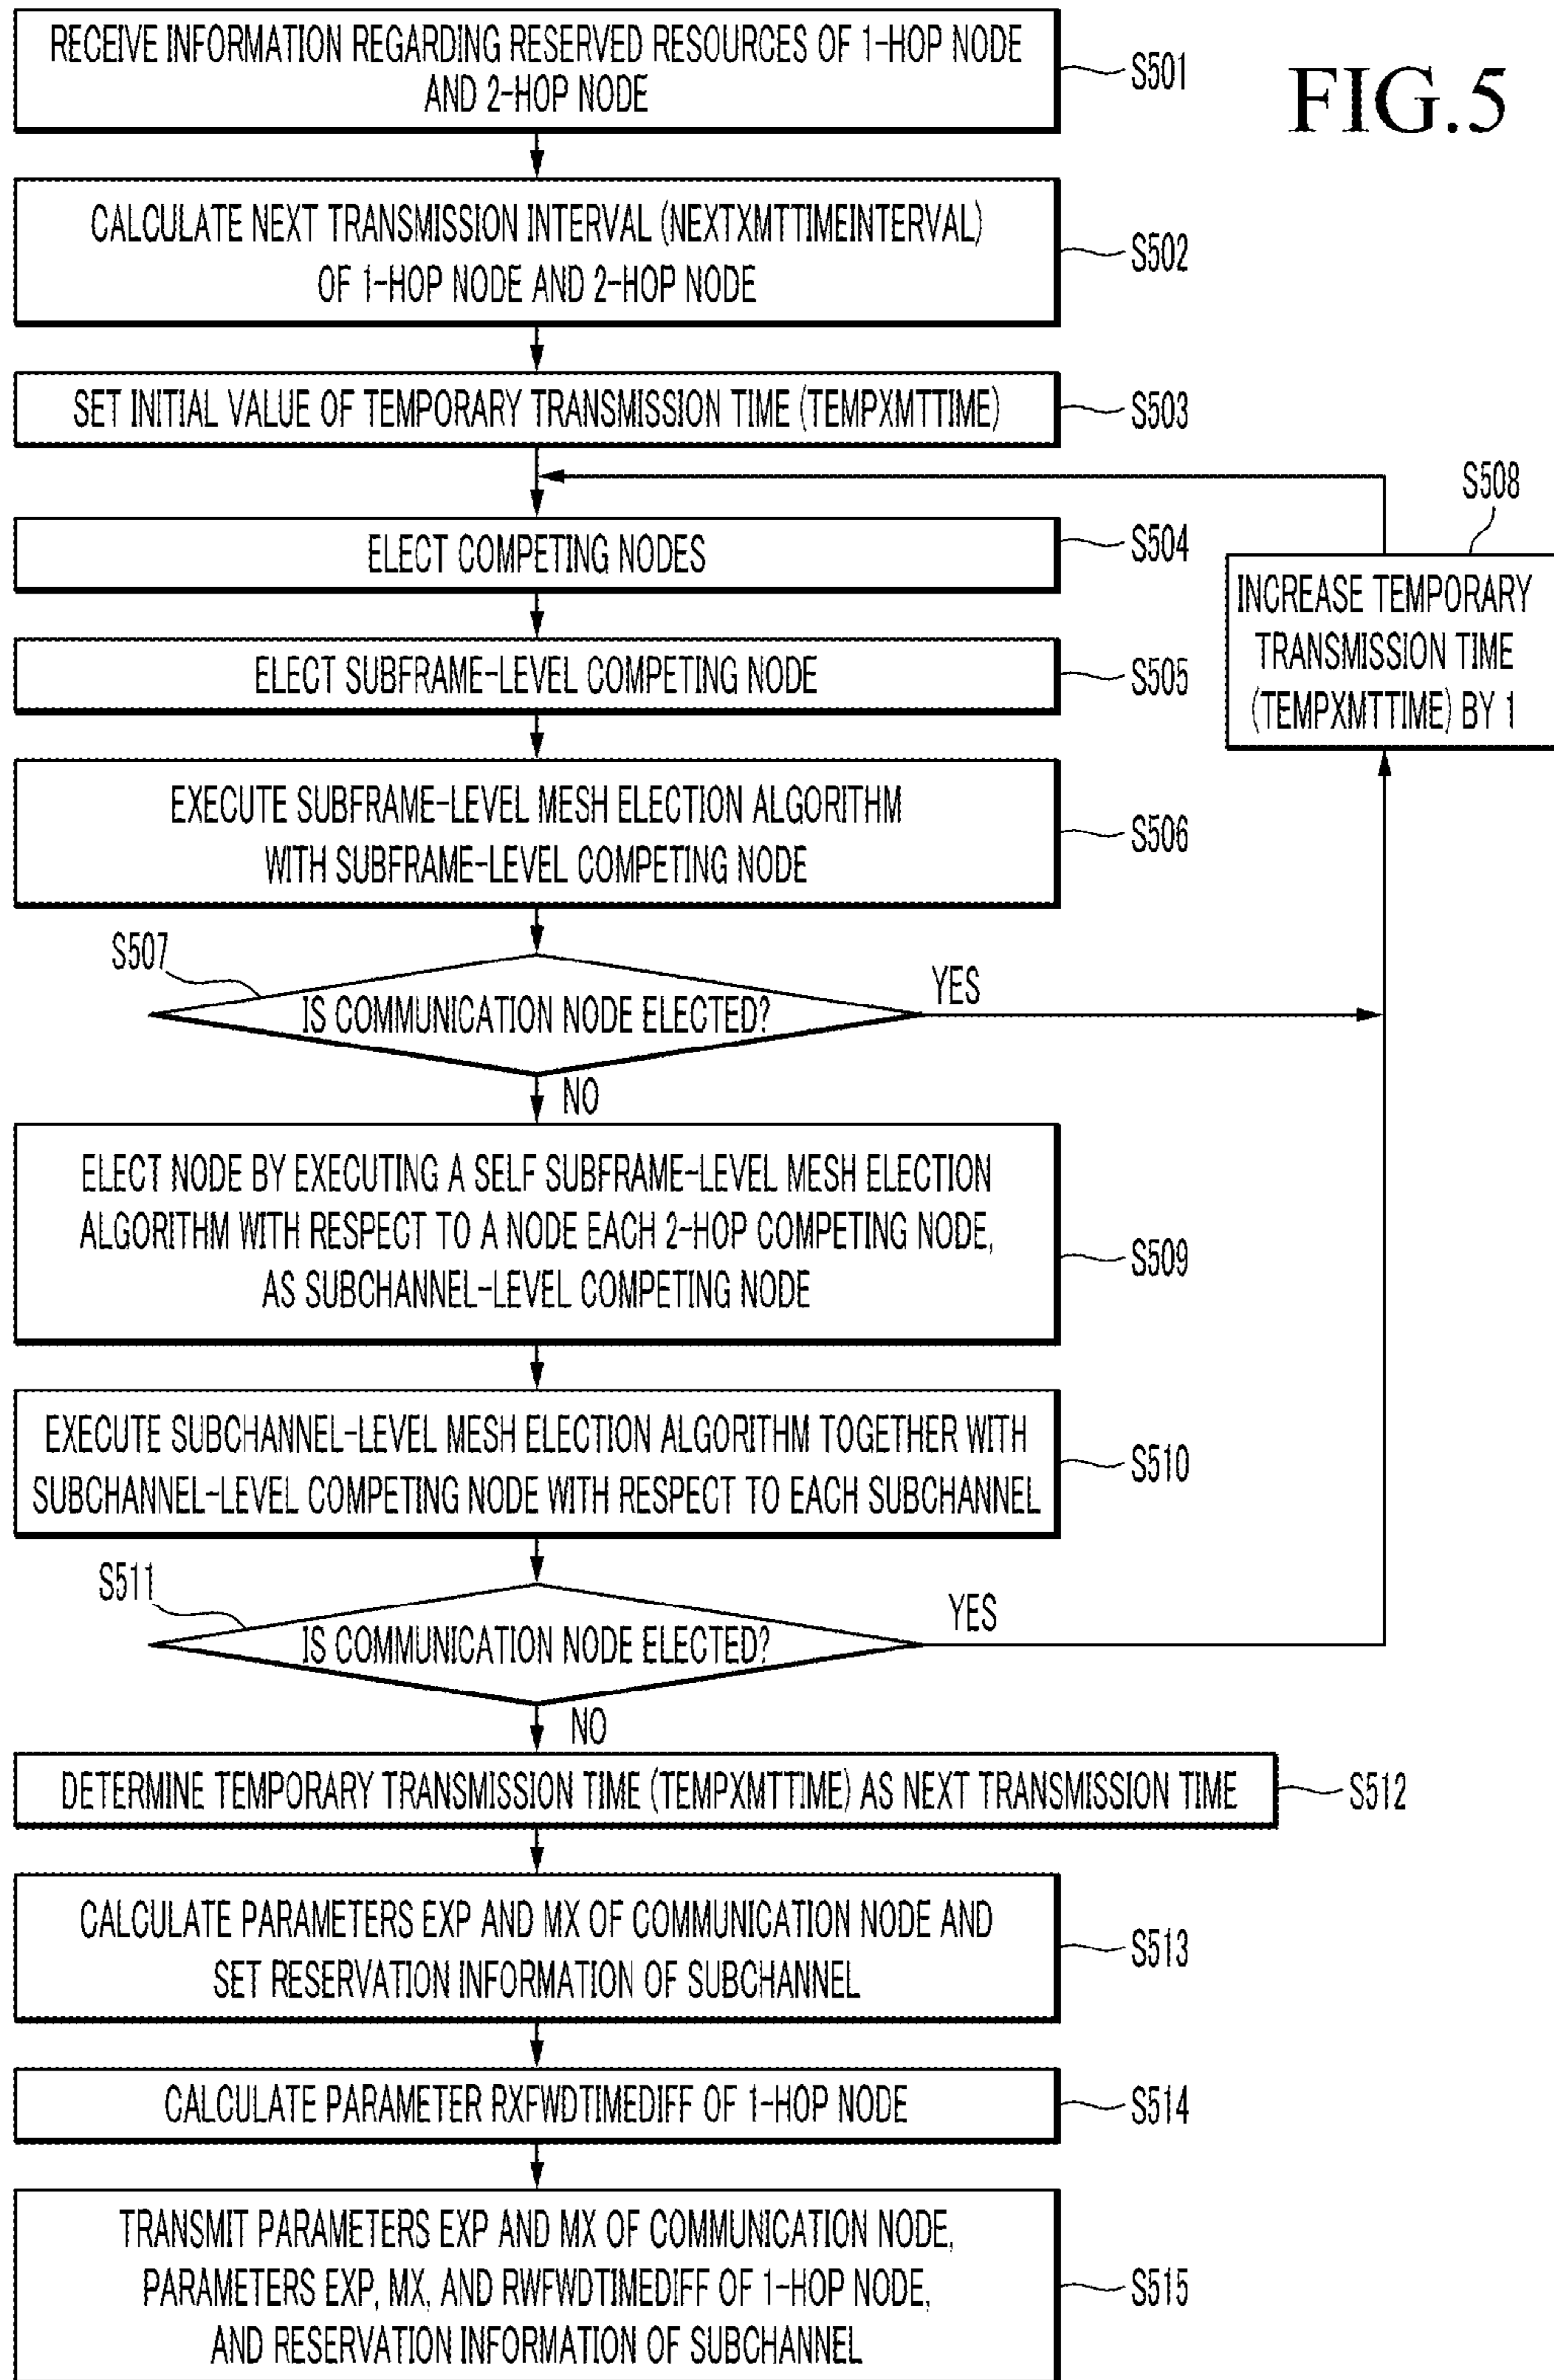 FIG.5
RECEIVE INFORMATION REGARDING RESERVED RESOURCES OF 1-HOP NODE
AND 2-HOP NODE
S501
CALCULATE NEXT TRANSMISSION INTERVAL (NEXTXMTTIMEINTERVAL)
OF 1-HOP NODE AND 2-HOP NODE
S502
SET INITIAL VALUE OF TEMPORARY TRANSMISSION TIME (TEMPXMTTIME)
S503
ELECT COMPETING NODES
S504
S508
INCREASE TEMPORARY
TRANSMISSION TIME
(TEMPXMTTIME) BY 1
ELECT SUBFRAME-LEVEL COMPETING NODE
S505
EXECUTE SUBFRAME-LEVEL MESH ELECTION ALGORITHM
WITH SUBFRAME-LEVEL COMPETING NODE
S506
S507
IS COMMUNICATION NODE ELECTED?
YES
NO
ELECT NODE BY EXECUTING A SELF SUBFRAME-LEVEL MESH ELECTION
ALGORITHM WITH RESPECT TO A NODE EACH 2-HOP COMPETING NODE,
AS SUBCHANNEL-LEVEL COMPETING NODE
S509
EXECUTE SUBCHANNEL-LEVEL MESH ELECTION ALGORITHM TOGETHER WITH
SUBCHANNEL-LEVEL COMPETING NODE WITH RESPECT TO EACH SUBCHANNEL
S510
S511
IS COMMUNICATION NODE ELECTED?
YES
NO
DETERMINE TEMPORARY TRANSMISSION TIME (TEMPXMTTIME) AS NEXT TRANSMISSION TIME
S512
CALCULATE PARAMETERS EXP AND MX OF COMMUNICATION NODE AND
SET RESERVATION INFORMATION OF SUBCHANNEL
S513
CALCULATE PARAMETER RXFWDTIMEDIFF OF 1-HOP NODE
S514
TRANSMIT PARAMETERS EXP AND MX OF COMMUNICATION NODE,
PARAMETERS EXP, MX, AND RWFWDTIMEDIFF OF 1-HOP NODE,
AND RESERVATION INFORMATION OF SUBCHANNEL
S515